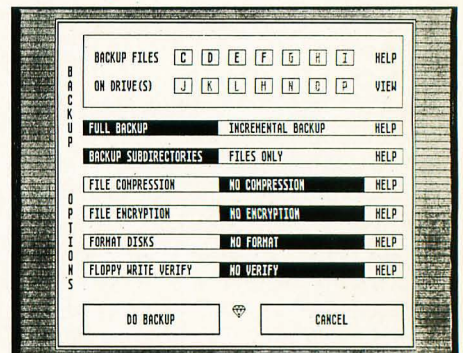 BACKUP OPTIONS
BACKUP FILES C D E F G H I HELP
ON DRIVE(S) J K L M N O P VIEW
FULL BACKUP INCREMENTAL BACKUP HELP
BACKUP SUBDIRECTORIES FILES ONLY HELP
FILE COMPRESSION NO COMPRESSION HELP
FILE ENCRYPTION NO ENCRYPTION HELP
FORMAT DISKS NO FORMAT HELP
FLOPPY WRITE VERIFY NO VERIFY HELP
DO BACKUP CANCEL